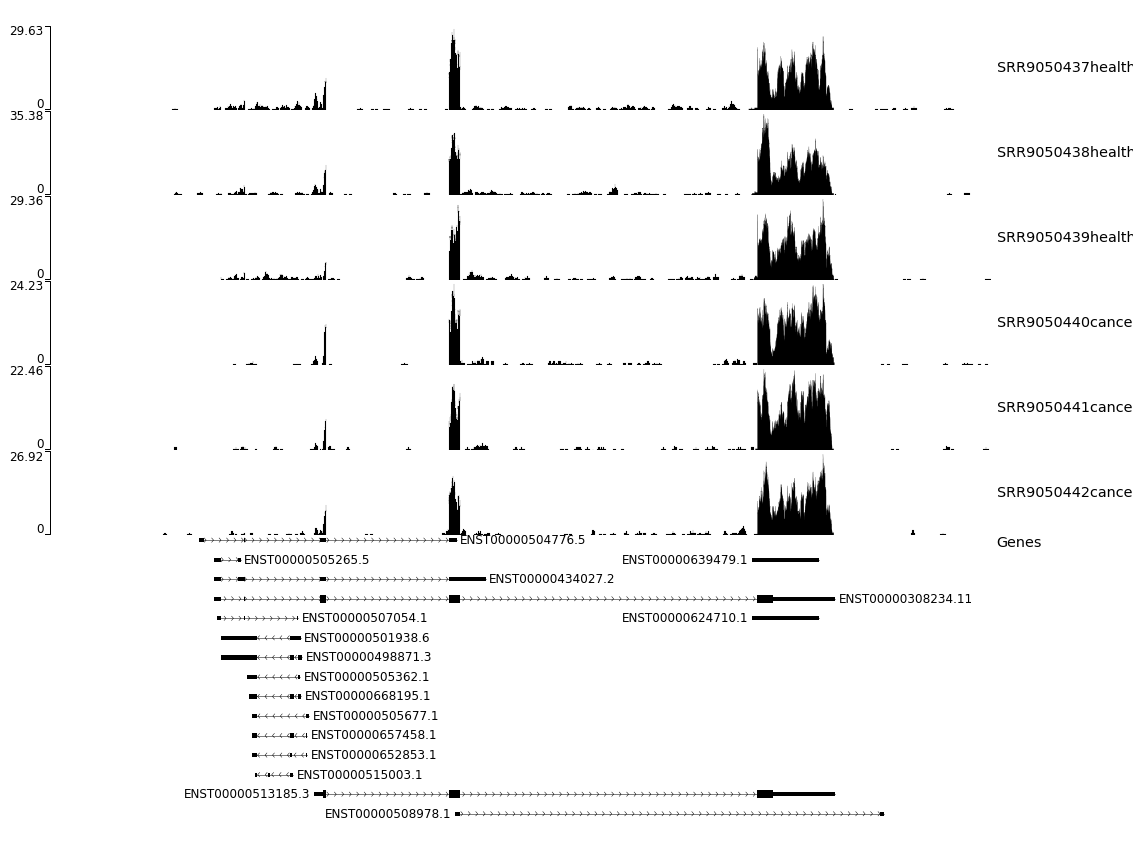 29.63
SRR9050437health
0
35.38
SRR9050438health
0
29.36
SRR9050439health
0
24.23
SRR9050440cance
0
22.46
SRR9050441cance
0
26.92
SRR9050442cance
0
ENST00000504776.5
Genes
ENST00000505265.5 ENST00000639479.1
ENST00000434027.2
ENST00000308234.11
ENST00000507054.1 ENST00000624710.1
ENST00000501938.6
ENST00000498871.3
ENST00000505362.1
ENST00000668195.1
ENST00000505677.1
ENST00000657458.1
ENST00000652853.1
ENST00000515003.1
ENST00000513185.3
ENST00000508978.1